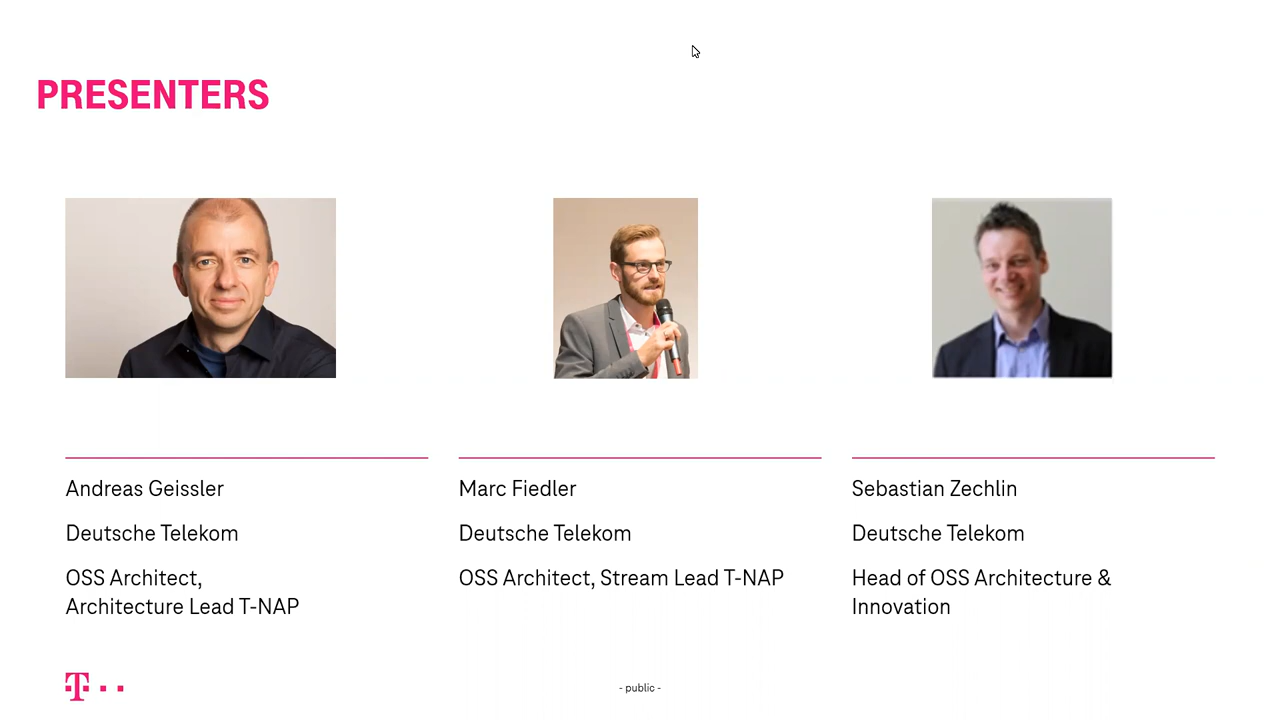 PRESENTERS
Andreas Geissler
Deutsche Telekom
OSS Architect,
Architecture Lead T-NAP
Marc Fiedler
Deutsche Telekom
OSS Architect, Stream Lead T-NAP
Sebastian Zechlin
Deutsche Telekom
Head of OSS Architecture &
Innovation
T
- public -